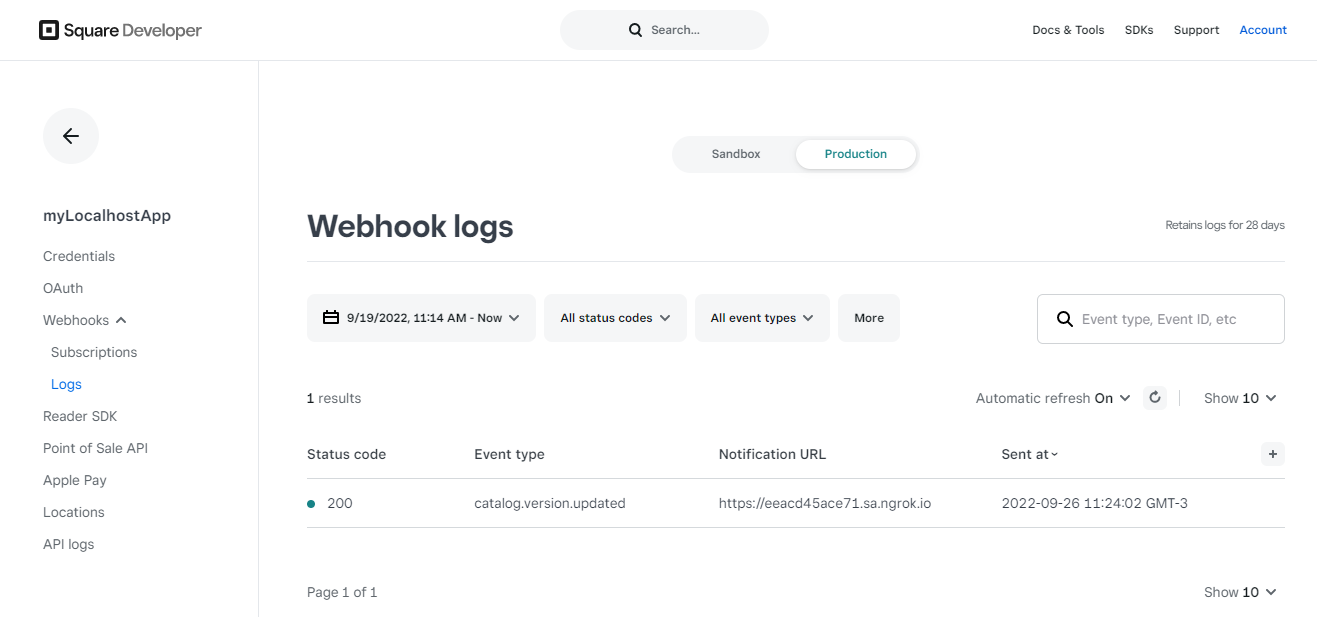 Square Developer
Search...
Docs & Tools SDKs Support Account
myLocalhostApp
Credentials
OAuth
Webhooks
Subscriptions
Logs
Reader SDK
Point of Sale API
Apple Pay
Locations
API logs
Sandbox Production
Webhook logs
Retains logs for 28 days
9/19/2022, 11:14 AM - Now All status codes All event types More
Event type, Event ID, etc
1 results
Automatic refresh On Show 10
Status code Event type Notification URL Sent at +
200 catalog.version.updated https://eeacd45ace71.sa.ngrok.io 2022-09-26 11:24:02 GMT-3
Page 1 of 1
Show 10